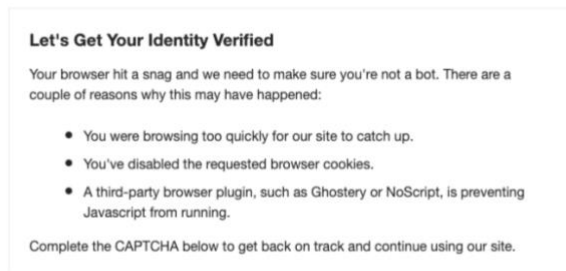 Let's Get Your Identity Verified
Your browser hit a snag and we need to make sure you're not a bot. There are a
couple of reasons why this may have happened:
• You were browsing too quickly for our site to catch up.
• You've disabled the requested browser cookies.
• A third-party browser plugin, such as Ghostery or NoScript, is preventing
Javascript from running.
Complete the CAPTCHA below to get back on track and continue using our site.